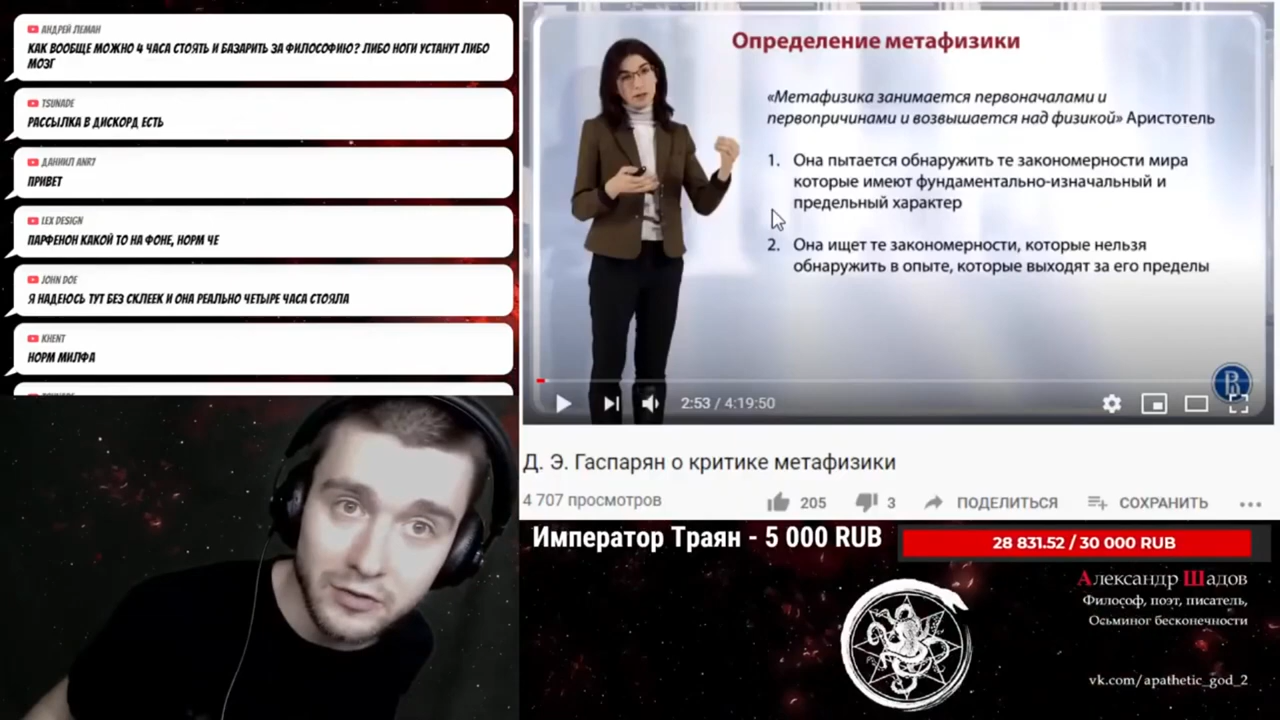 АНДРЕЙ ЛЕМАН
КАК ВООБЩЕ МОЖНО 4 ЧАСА СТОЯТЬ И БАЗАРИТЬ ЗА ФИЛОСОФИЮ? ЛИБО НОГИ УСТАНУТ ЛИБО
МОЗГ
TSUNADE
РАССЫЛКА В ДИСКОРД ЕСТЬ
ДАНИИЛ ANR7
ПРИВЕТ
LEX DESIGN
ПАРФЕНОН КАКОЙ ТО НА ФОНЕ, НОРМ ЧЕ
JOHN DOE
Я НАДЕЮСЬ ТУТ БЕЗ СКЛЕЕК И ОНА РЕАЛЬНО ЧЕТЫРЕ ЧАСА СТОЯЛА
KHENT
НОРМ МИЛФА
Определение метафизики
«Метафизика занимается первоначалами и
первопричинами и возвышается над физикой» Аристотель
1. Она пытается обнаружить те закономерности мира
которые имеют фундаментально-изначальный и
предельный характер
2. Она ищет те закономерности, которые нельзя
обнаружить в опыте, которые выходят за его пределы
2:53 / 4:19:50
Д. Э. Гаспарян о критике метафизики
4 707 просмотров
205
3
ПОДЕЛИТЬСЯ
СОХРАНИТЬ
Император Траян - 5 000 RUB
28 831.52 / 30 000 RUB
Александр Шадов
Философ, поэт, писатель,
Осьминог бесконечности
vk.com/apathetic_god_2